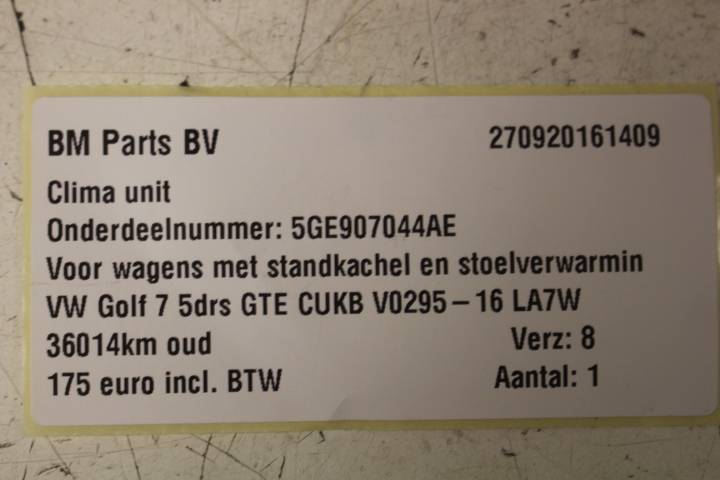 BM Parts BV 270920161409
Clima unit
Onderdeelnummer: 5GE907044AE
Voor wagens met standkachel en stoelverwarmin
VW Golf 7 5drs GTE CUKB V0295-16 LA7W
36014km oud Verz: 8
175 euro incl. BTW Aantal: 1